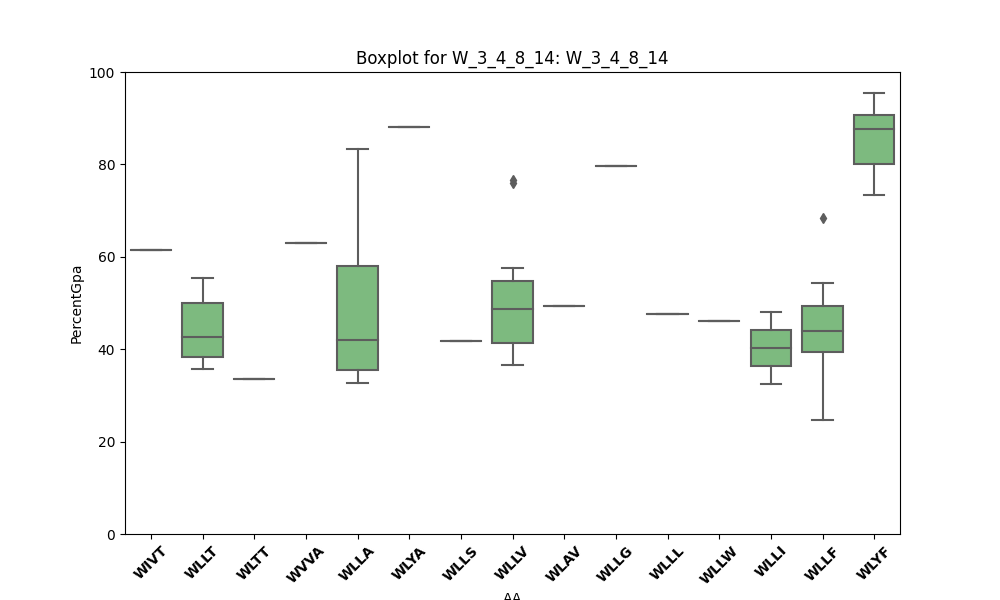 Boxplot for W_3_4_8_14: W_3_4_8_14
PercentGpa
100
80
60
40
20
0
WIVT
WLLT
WLTT
WVVA
WLLA
WLYA
WLLS
WLLV
WLAV
WLLG
WLLL
WLLW
WLLI
WLLF
WLYF
AA